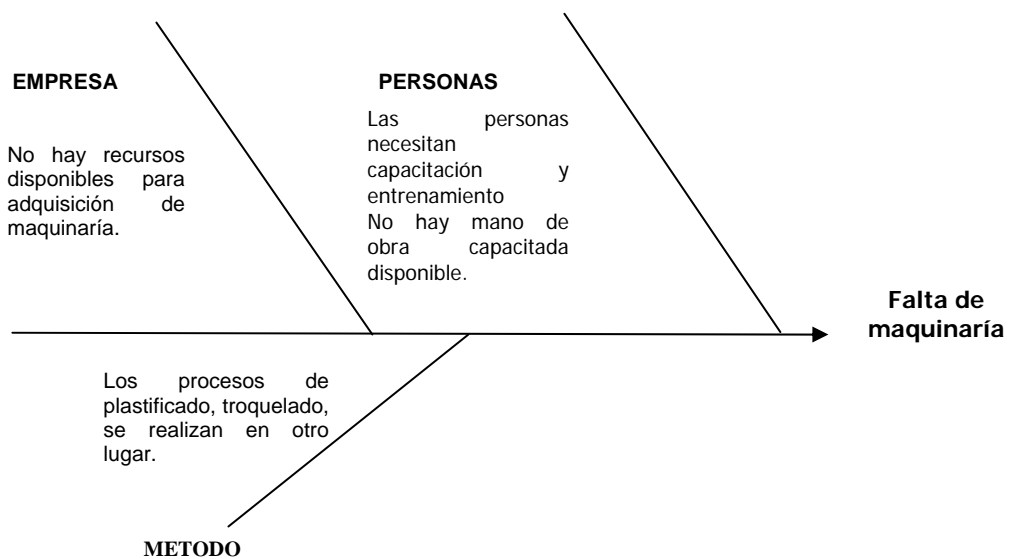 EMPRESA
No hay recursos
disponibles para
adquisición de
maquinaría.
PERSONAS
Las personas
necesitan
capacitación y
entrenamiento
No hay mano de
obra capacitada
disponible.
Falta de
maquinaría
Los procesos de
plastificado, troquelado,
se realizan en otro
lugar.
METODO